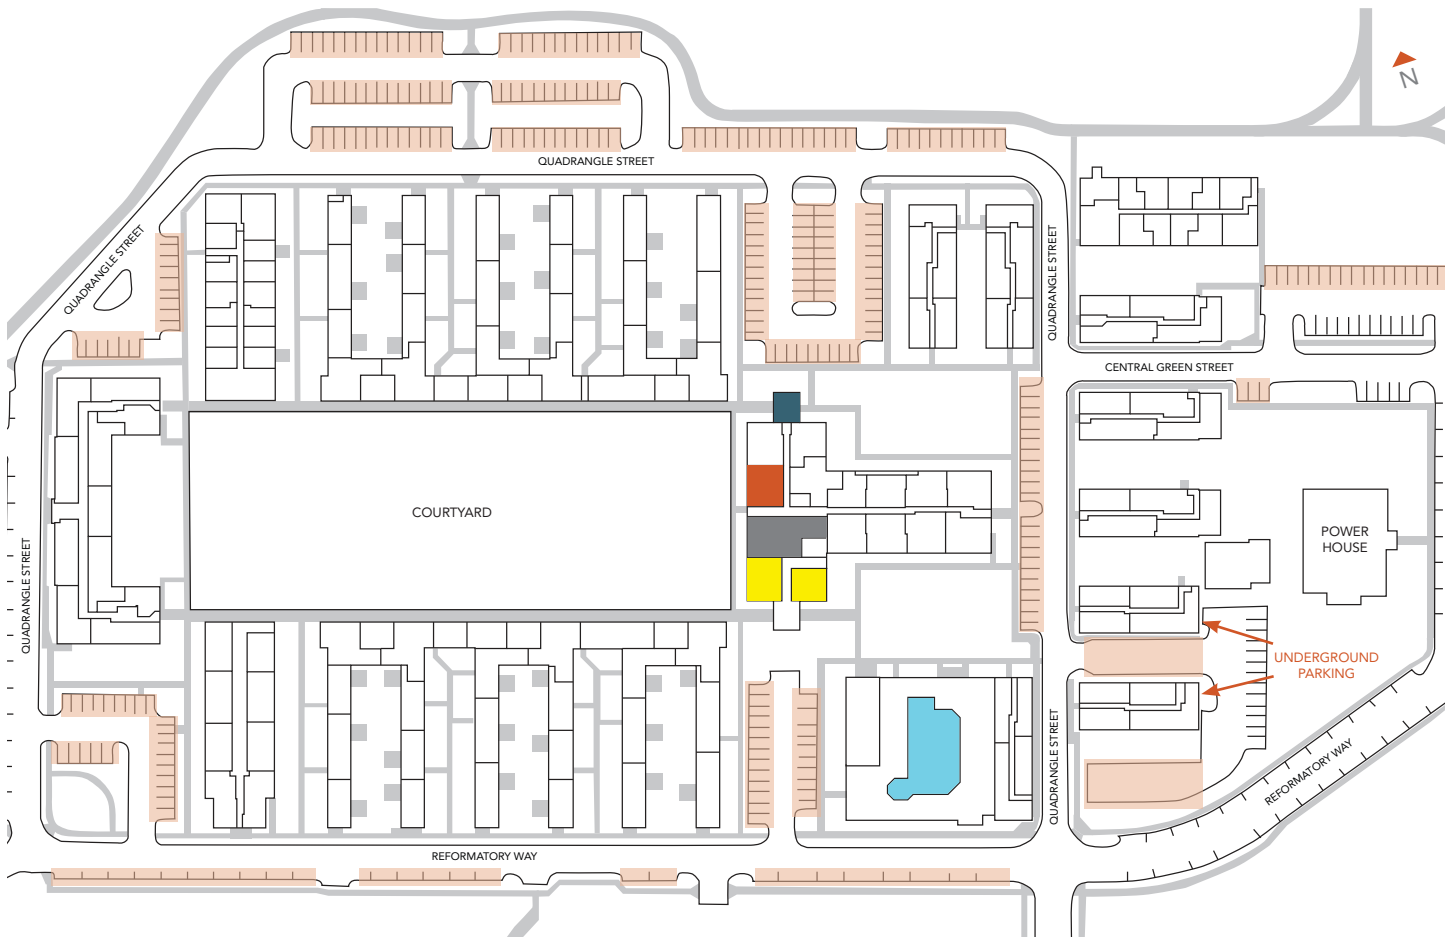 N
QUADRANGLE STREET
QUADRANGLE STREET
QUADRANGLE STREET
CENTRAL GREEN STREET
COURTYARD
POWER
HOUSE
QUADRANGLE STREET
UNDERGROUND
PARKING
QUADRANGLE STREET
REFORMATORY WAY
REFORMATORY WAY